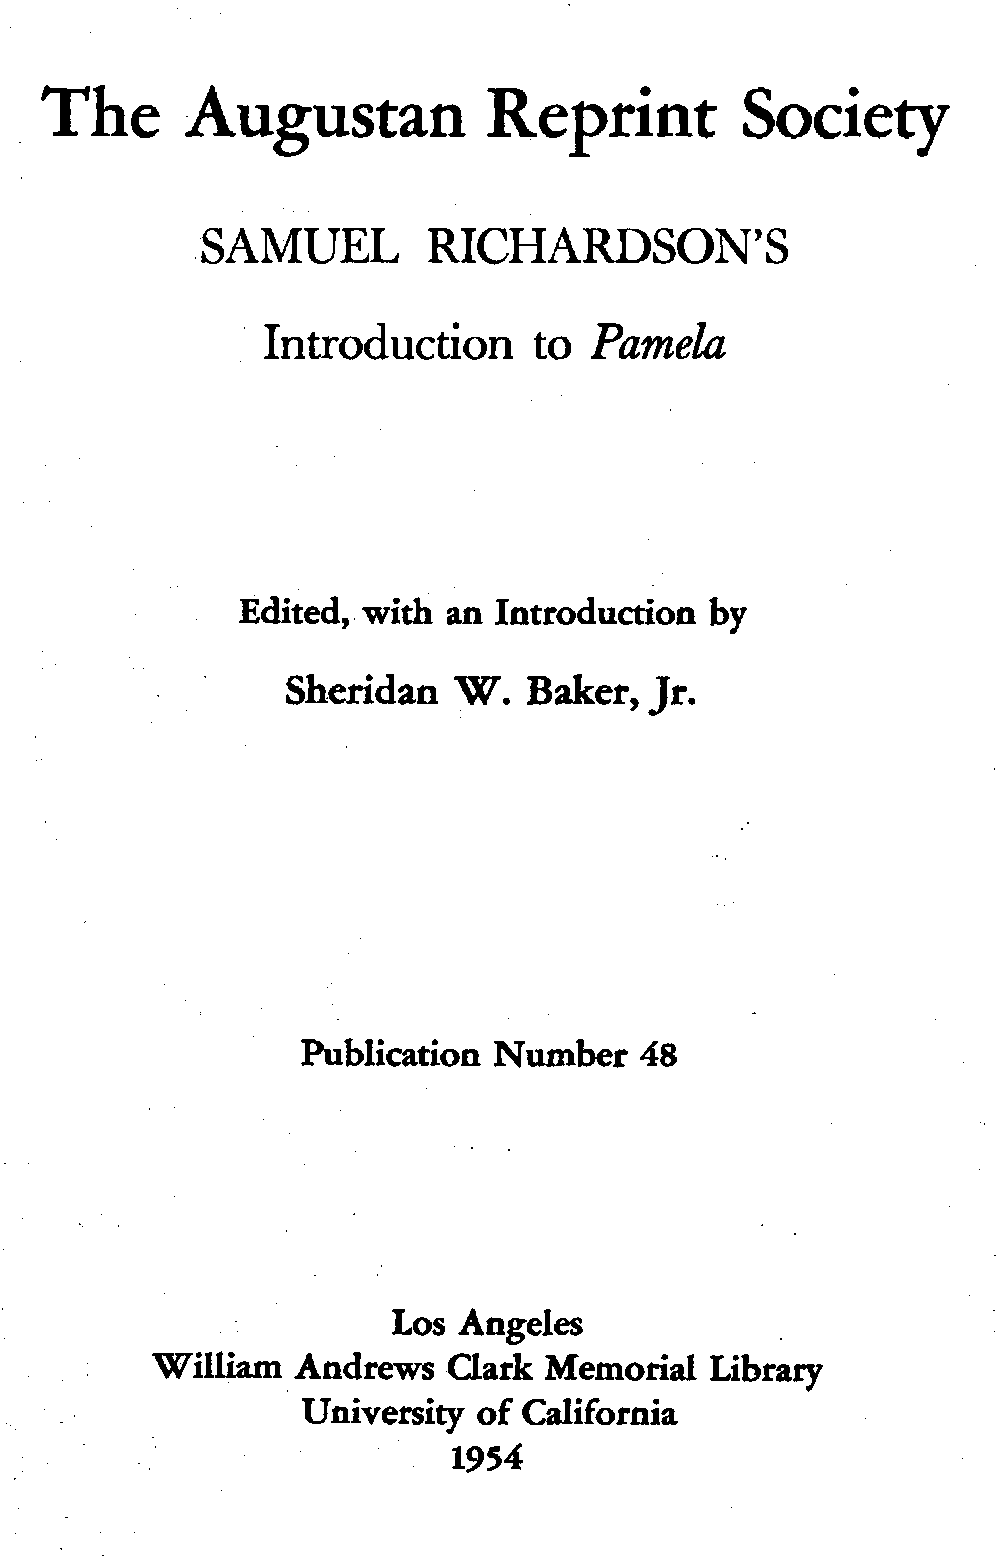 The Augustan Reprint Society
SAMUEL RICHARDSON'S
Introduction to Pamela
Edited, with an Introduction by
Sheridan W. Baker, Jr.
Publication Number 48
Los Angeles
William Andrews Clark Memorial Library
University of California
1954